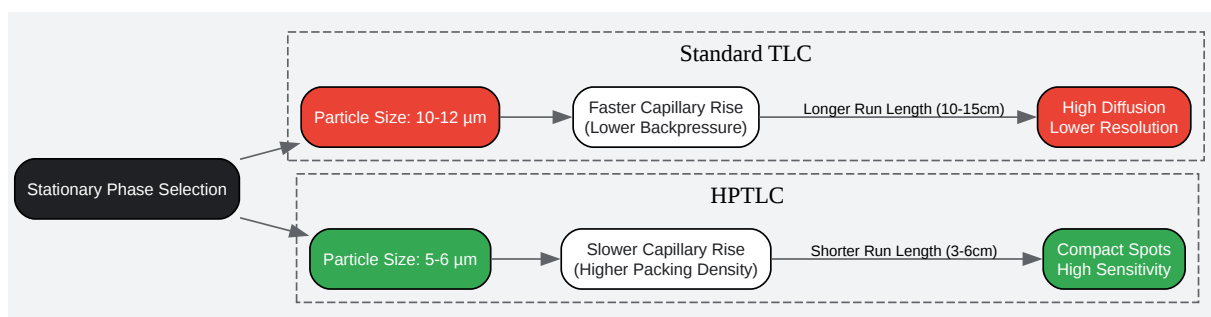 Standard TLC
Particle Size: 10-12 µm
Faster Capillary Rise
(Lower Backpressure)
Longer Run Length (10-15cm)
High Diffusion
Lower Resolution
Stationary Phase Selection
HPTLC
Particle Size: 5-6 µm
Slower Capillary Rise
(Higher Packing Density)
Shorter Run Length (3-6cm)
Compact Spots
High Sensitivity